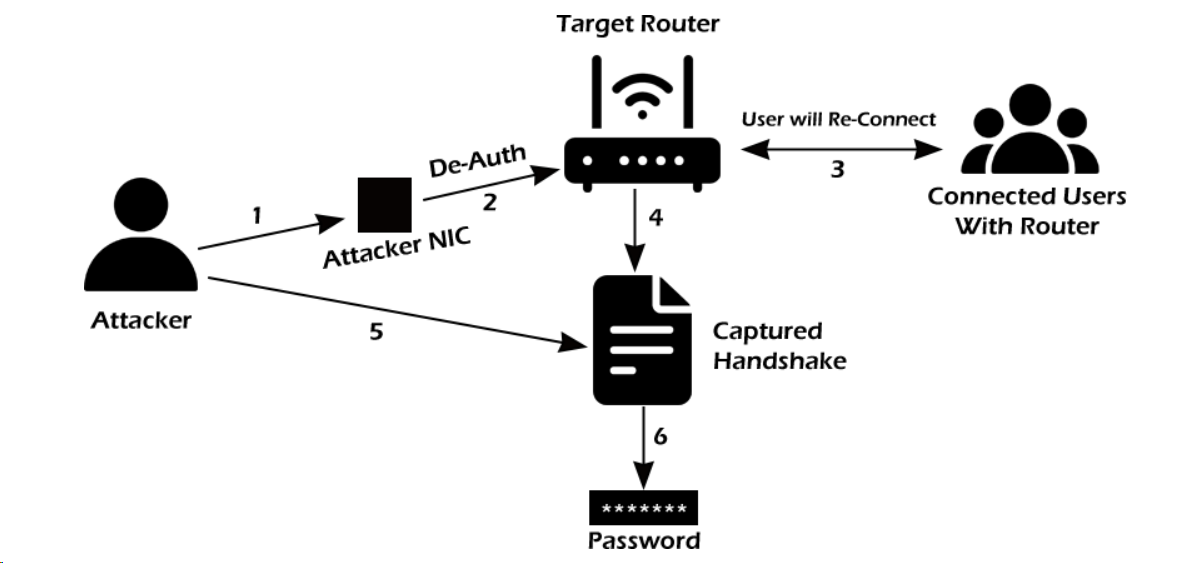 Target Router
User will Re-Connect
3
De-Auth
2
1
Attacker NIC
Connected Users
With Router
4
Attacker
5
Captured
Handshake
6
*******
Password